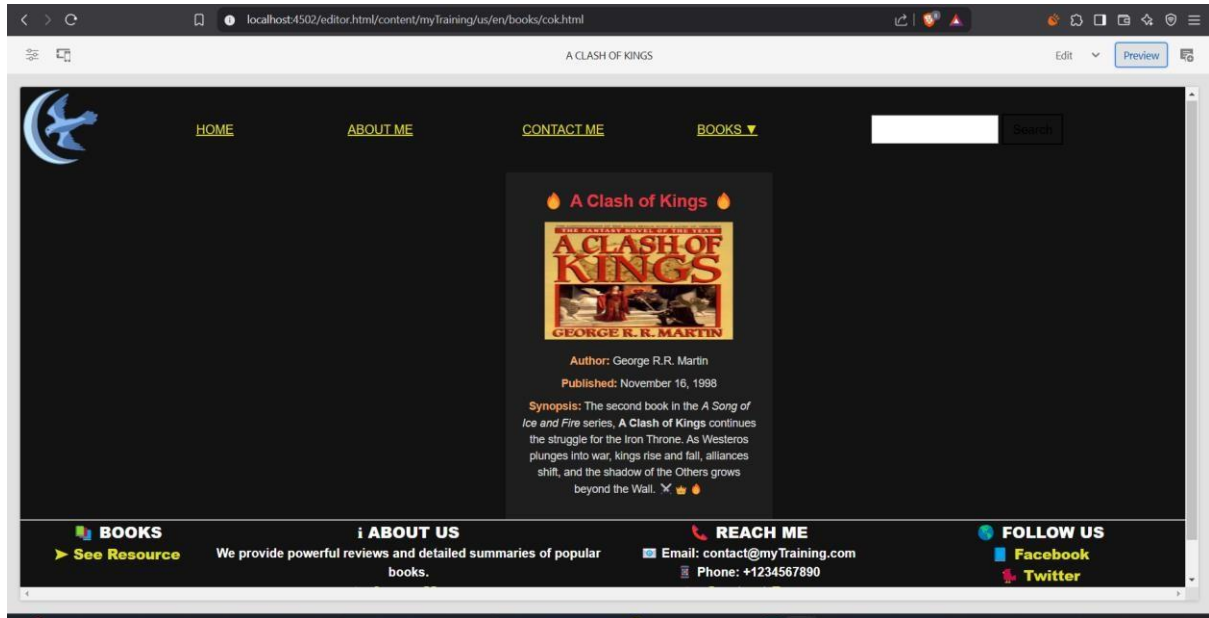 localhost:4502/editor.html/content/myTraining/us/en/books/cok.html
A CLASH OF KINGS
Edit
Preview
HOME
ABOUT ME
CONTACT ME
BOOKS ▼
Search
🔥 A Clash of Kings 🔥
THE FANTASY NOVEL OF THE YEAR
A CLASH OF
KINGS
GEORGE R. R. MARTIN
Author: George R.R. Martin
Published: November 16, 1998
Synopsis: The second book in the A Song of
Ice and Fire series, A Clash of Kings continues
the struggle for the Iron Throne. As Westeros
plunges into war, kings rise and fall, alliances
shift, and the shadow of the Others grows
beyond the Wall. ⚔️ 👑 🔥
📚 BOOKS
➤ See Resource
ℹ ABOUT US
We provide powerful reviews and detailed summaries of popular
books.
📞 REACH ME
📧 Email: contact@myTraining.com
📱 Phone: +1234567890
🌎 FOLLOW US
📘 Facebook
🐦 Twitter